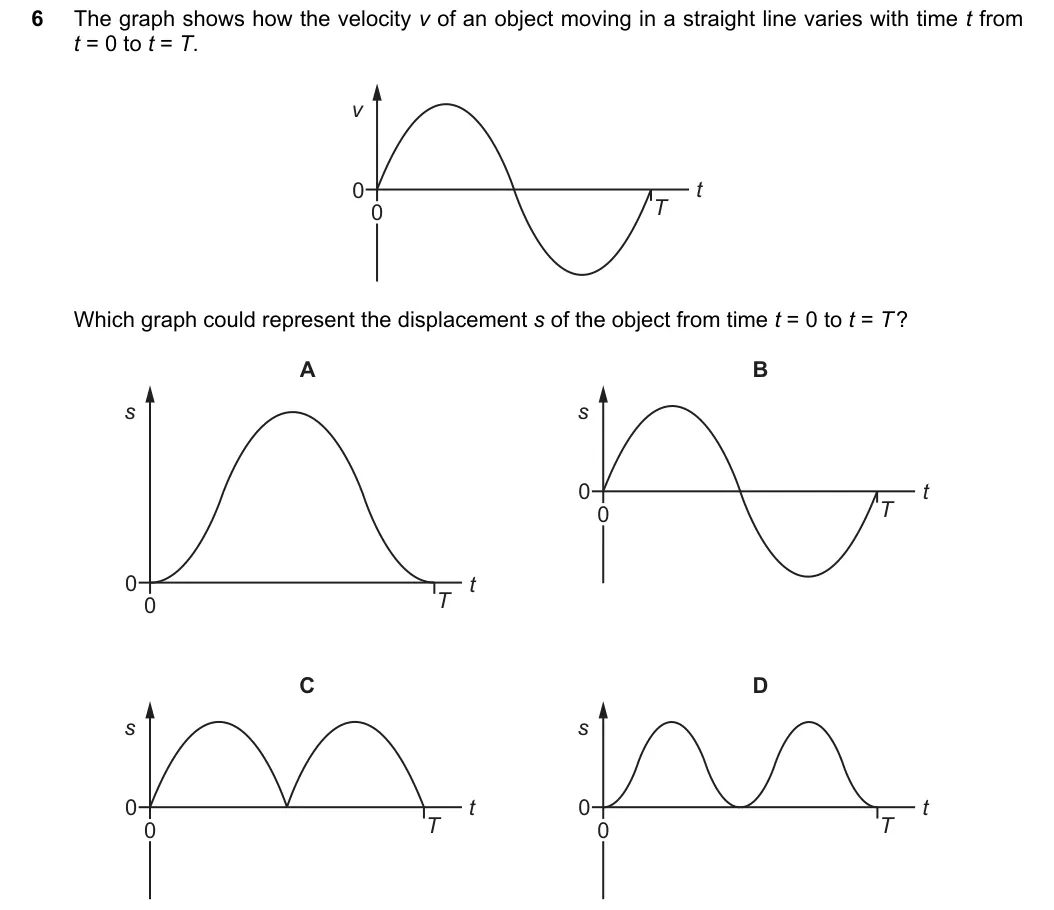 6 The graph shows how the velocity v of an object moving in a straight line varies with time t from
t = 0 to t = T.
v
0
0
T
t
Which graph could represent the displacement s of the object from time t = 0 to t = T?
A
s
0
0
T
t
B
s
0
0
T
t
C
s
0
0
T
t
D
s
0
0
T
t